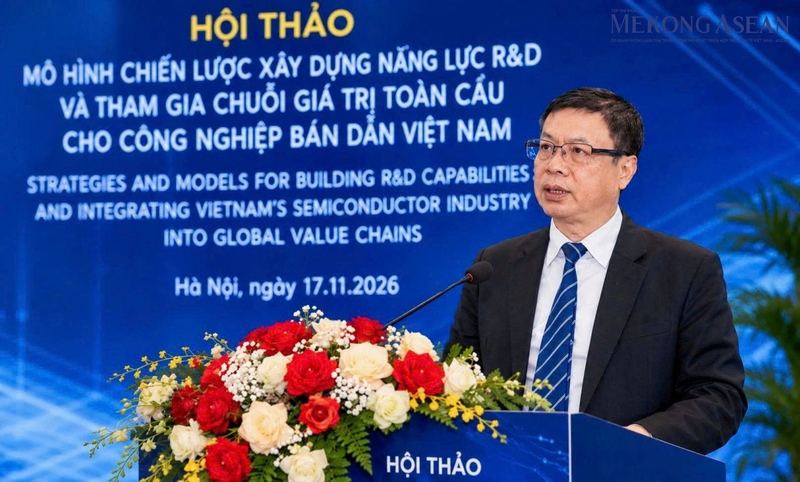 MEKONG ASEAN
HỘI THẢO
MÔ HÌNH CHIẾN LƯỢC XÂY DỰNG NĂNG LỰC R&D
VÀ THAM GIA CHUỖI GIÁ TRỊ TOÀN CẦU
CHO CÔNG NGHIỆP BÁN DẪN VIỆT NAM
STRATEGIES AND MODELS FOR BUILDING R&D CAPABILITIES
AND INTEGRATING VIETNAM'S SEMICONDUCTOR INDUSTRY
INTO GLOBAL VALUE CHAINS
Hà Nội, ngày 17.11.2026
HỘI THẢO